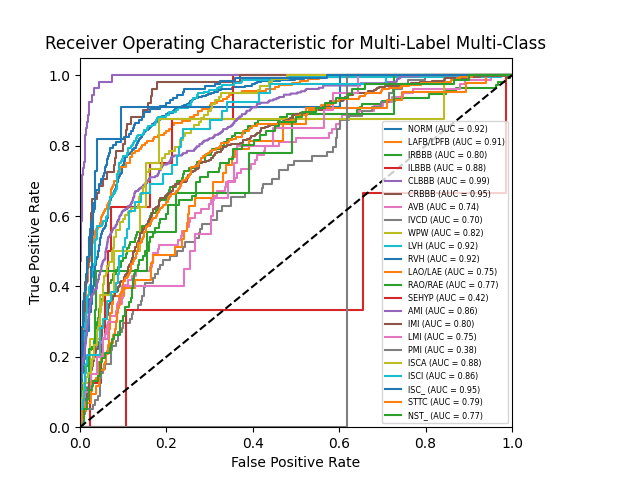 Receiver Operating Characteristic for Multi-Label Multi-Class
1.0
0.8
0.6
0.4
0.2
0.0
True Positive Rate
NORM (AUC = 0.92)
LAFB/LPFB (AUC = 0.91)
IRBBB (AUC = 0.80)
ILBBB (AUC = 0.88)
CLBBB (AUC = 0.99)
CRBBB (AUC = 0.95)
AVB (AUC = 0.74)
IVCD (AUC = 0.70)
WPW (AUC = 0.82)
LVH (AUC = 0.92)
RVH (AUC = 0.92)
LAO/LAE (AUC = 0.75)
RAO/RAE (AUC = 0.77)
SEHYP (AUC = 0.42)
AMI (AUC = 0.86)
IMI (AUC = 0.80)
LMI (AUC = 0.75)
PMI (AUC = 0.38)
ISCA (AUC = 0.88)
ISCI (AUC = 0.86)
ISC_ (AUC = 0.95)
STTC (AUC = 0.79)
NST_ (AUC = 0.77)
0.0 0.2 0.4 0.6 0.8 1.0
False Positive Rate